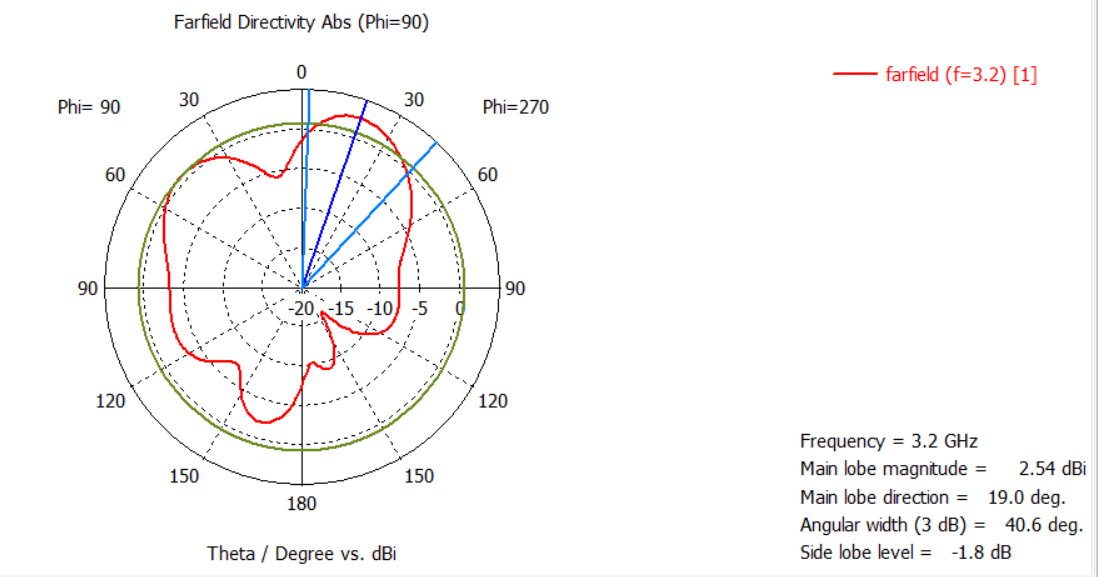 Farfield Directivity Abs (Phi=90)
farfield (f=3.2) [1]
0
Phi= 90
30
30
Phi=270
60
60
90
90
-20
-15
-10
-5
0
120
120
150
150
180
Frequency = 3.2 GHz
Main lobe magnitude = 2.54 dBi
Main lobe direction = 19.0 deg.
Angular width (3 dB) = 40.6 deg.
Side lobe level = -1.8 dB
Theta / Degree vs. dBi